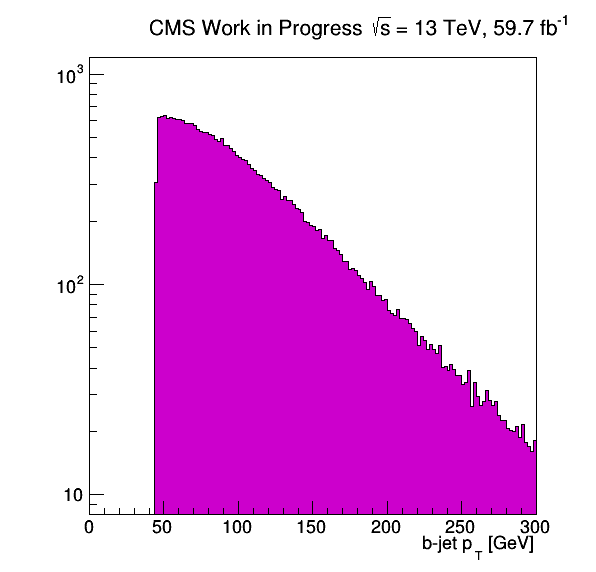 CMS Work in Progress √s = 13 TeV, 59.7 fb⁻¹
10³
10²
10
0 50 100 150 200 250 300
b-jet p_T [GeV]